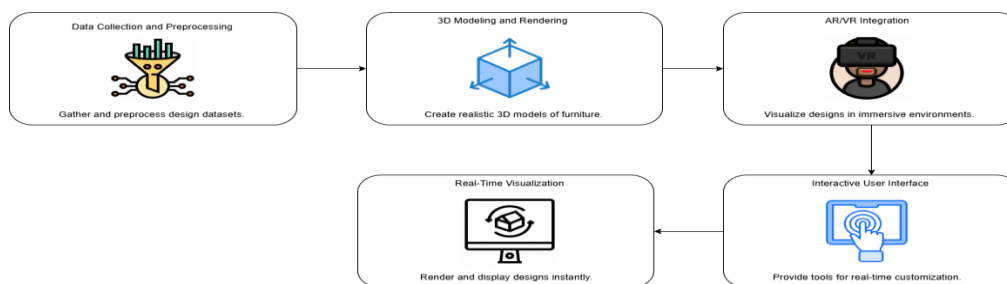 Data Collection and Preprocessing
Gather and preprocess design datasets.
3D Modeling and Rendering
Create realistic 3D models of furniture.
AR/VR Integration
VR
Visualize designs in immersive environments.
Interactive User Interface
Provide tools for real-time customization.
Real-Time Visualization
Render and display designs instantly.